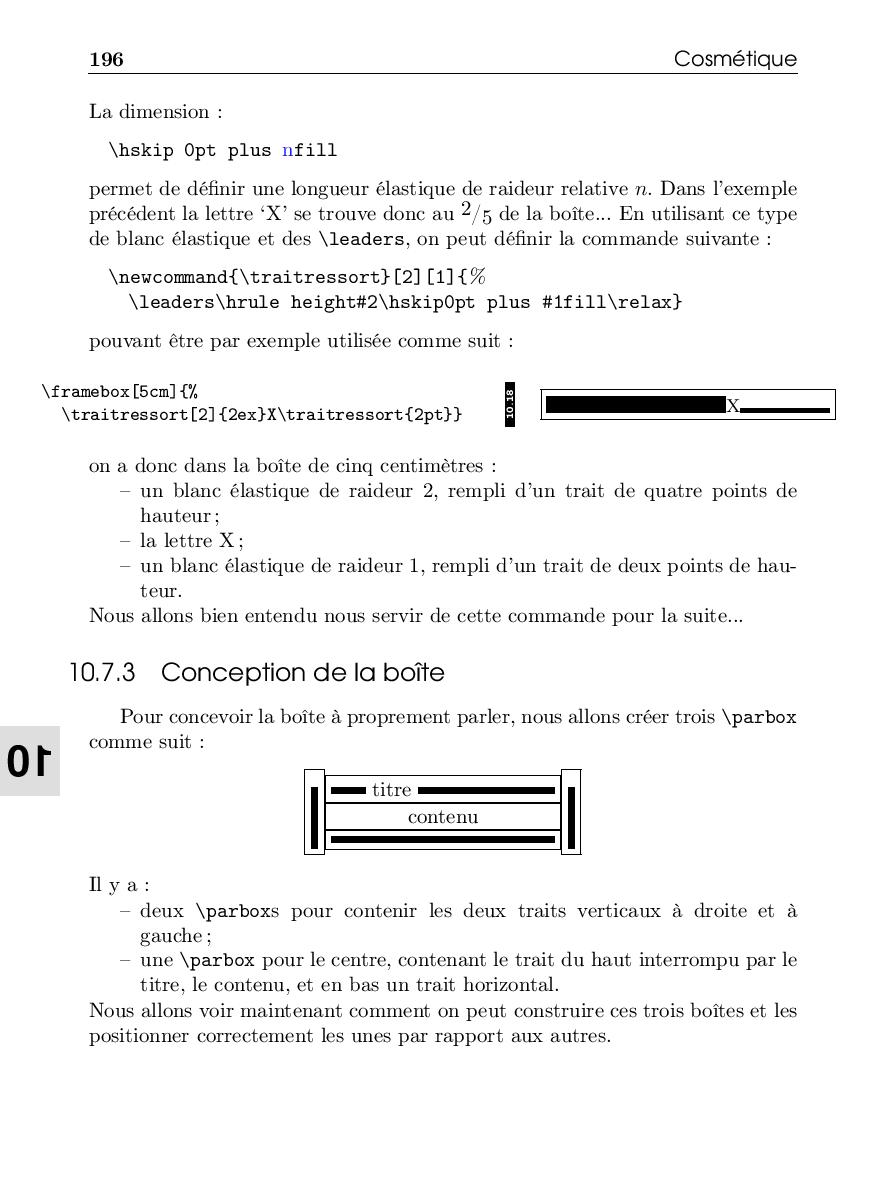 196 Cosmétique
La dimension :
\hskip 0pt plus nfill
permet de définir une longueur élastique de raideur relative n. Dans l'exemple
précédent la lettre ‘X’ se trouve donc au 2/5 de la boîte... En utilisant ce type
de blanc élastique et des \leaders, on peut définir la commande suivante :
\newcommand{\traitressort}[2][1]{%
\leaders\hrule height#2\hskip0pt plus #1fill\relax}
pouvant être par exemple utilisée comme suit :
\framebox[5cm]{%
\traitressort[2]{2ex}X\traitressort{2pt}}
10.18
X
on a donc dans la boîte de cinq centimètres :
– un blanc élastique de raideur 2, rempli d'un trait de quatre points de
hauteur ;
– la lettre X ;
– un blanc élastique de raideur 1, rempli d'un trait de deux points de hau-
teur.
Nous allons bien entendu nous servir de cette commande pour la suite...
10.7.3 Conception de la boîte
Pour concevoir la boîte à proprement parler, nous allons créer trois \parbox
comme suit :
10
titre
contenu
Il y a :
– deux \parboxs pour contenir les deux traits verticaux à droite et à
gauche ;
– une \parbox pour le centre, contenant le trait du haut interrompu par le
titre, le contenu, et en bas un trait horizontal.
Nous allons voir maintenant comment on peut construire ces trois boîtes et les
positionner correctement les unes par rapport aux autres.